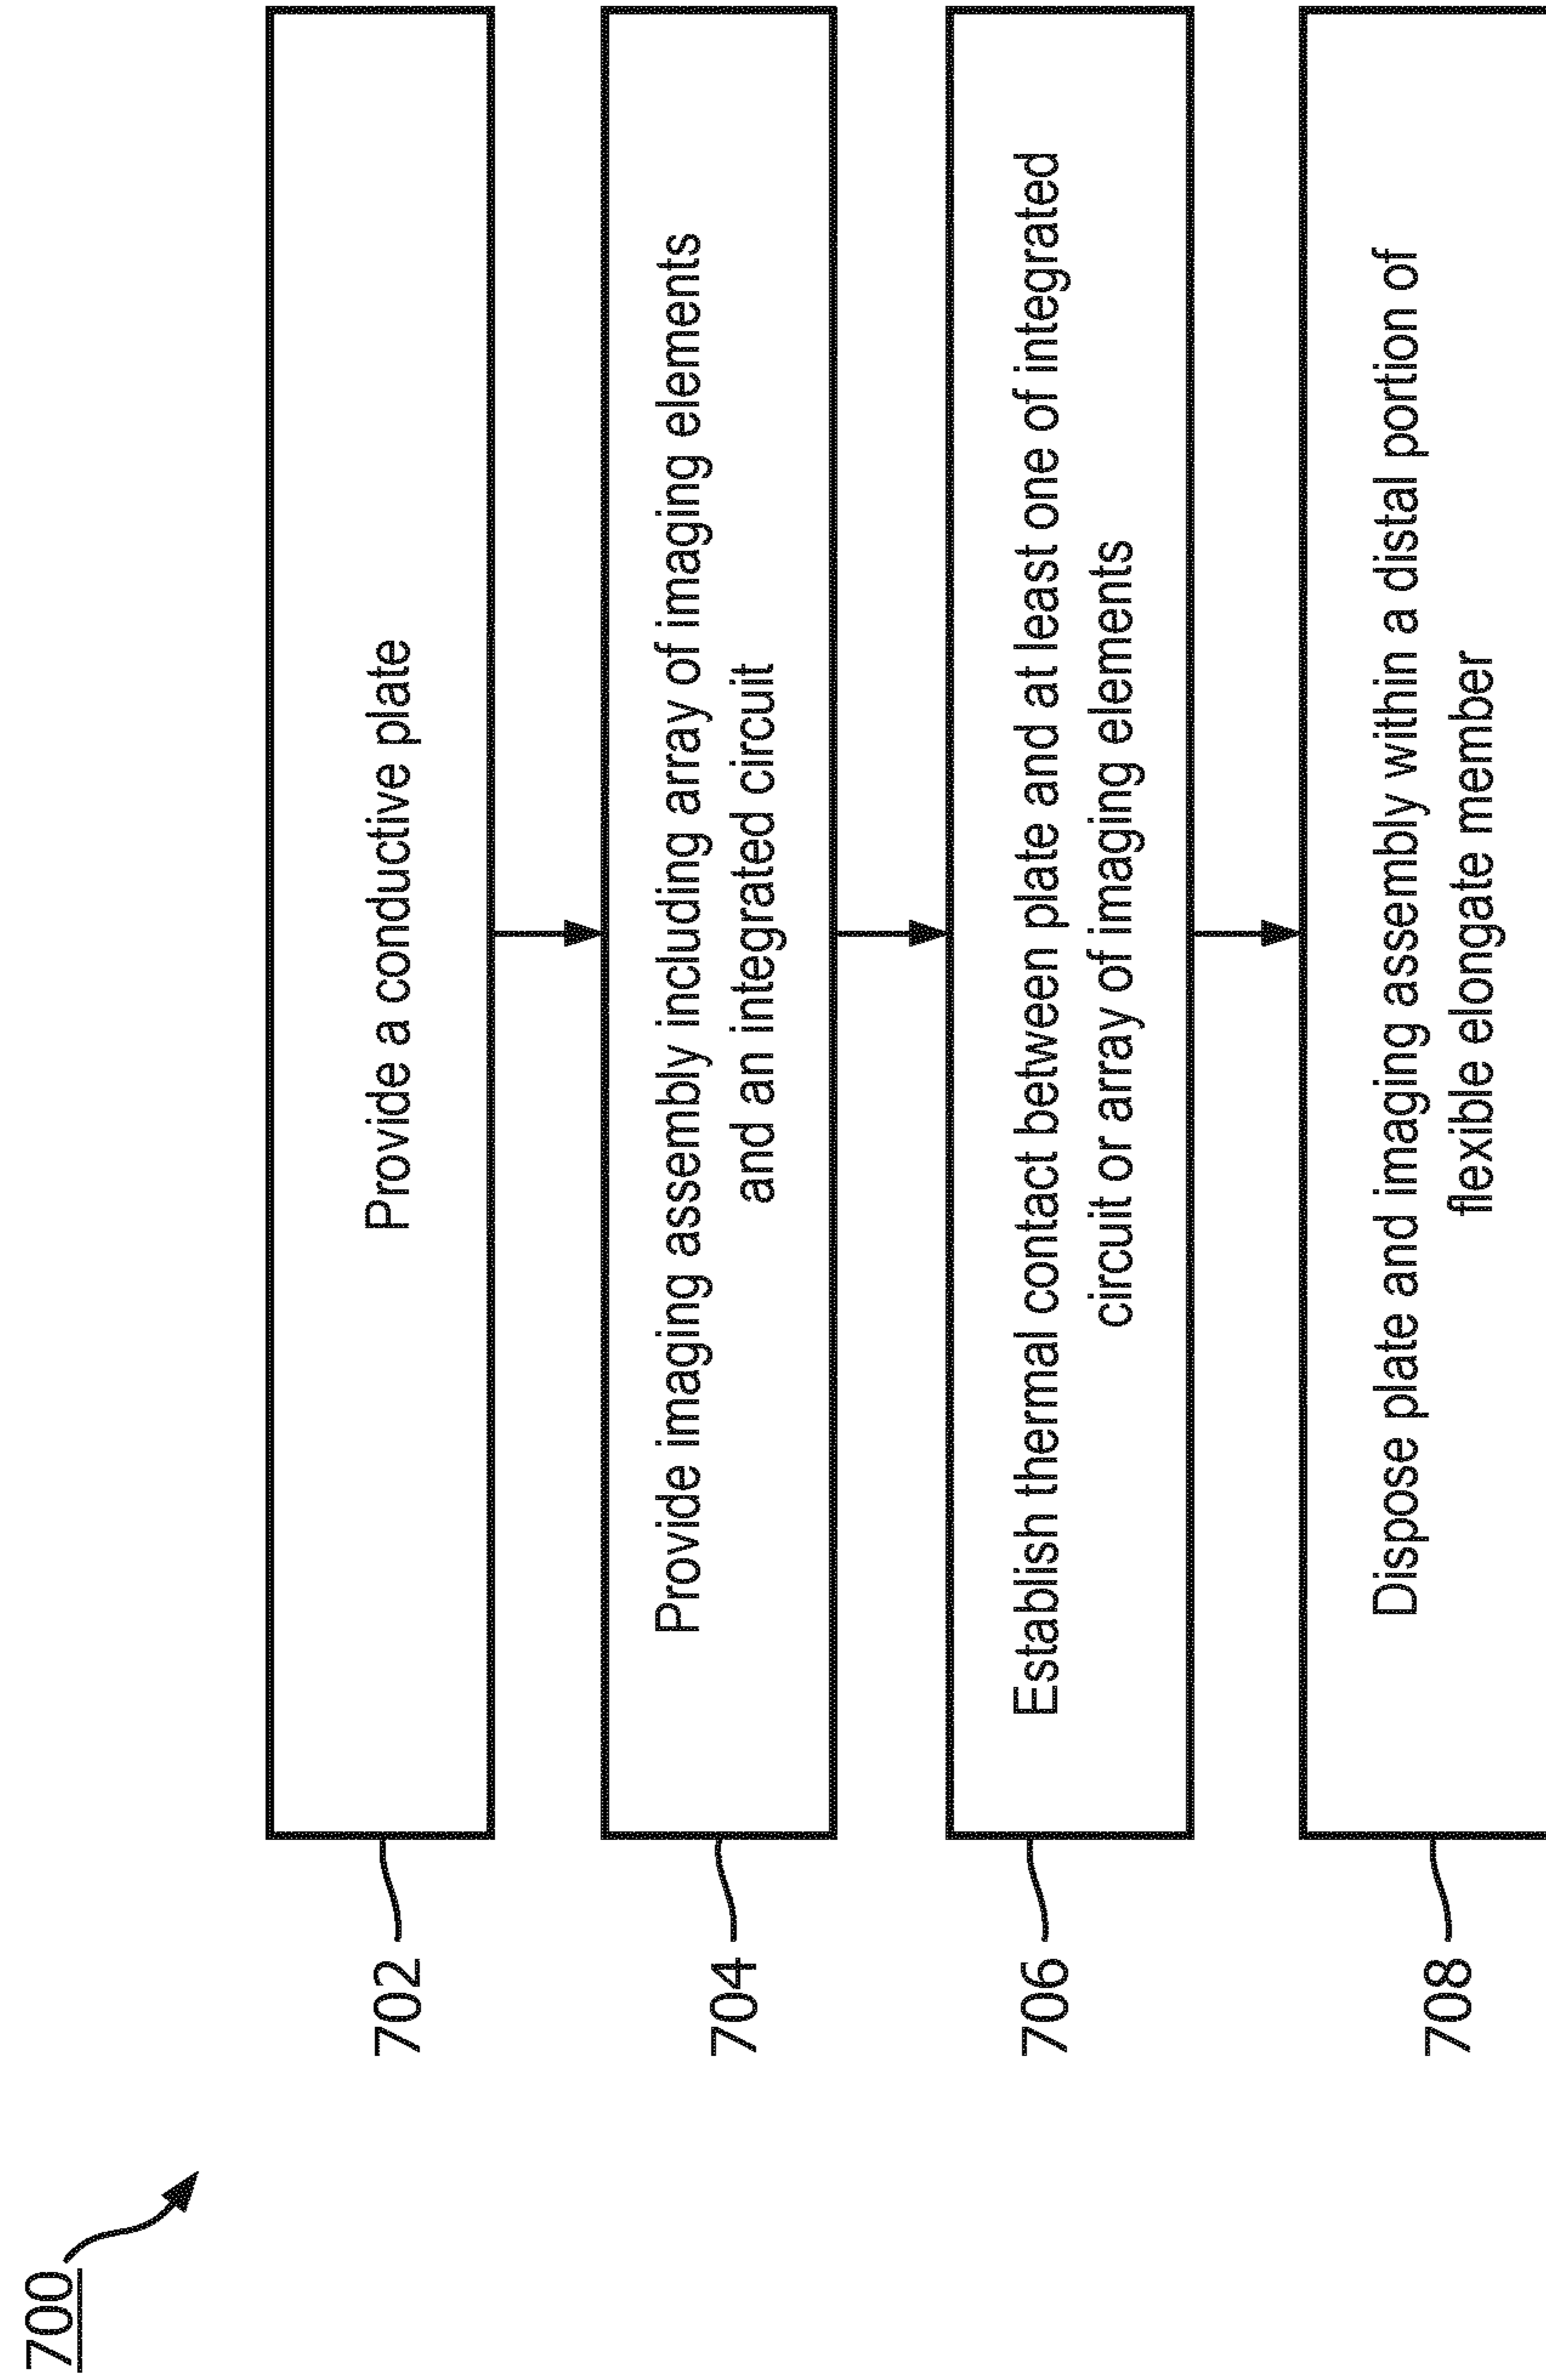 700
702
Provide a conductive plate
704
Provide imaging assembly including array of imaging elements
and an integrated circuit
706
Establish thermal contact between plate and at least one of integrated
circuit or array of imaging elements
708
Dispose plate and imaging assembly within a distal portion of
flexible elongate member